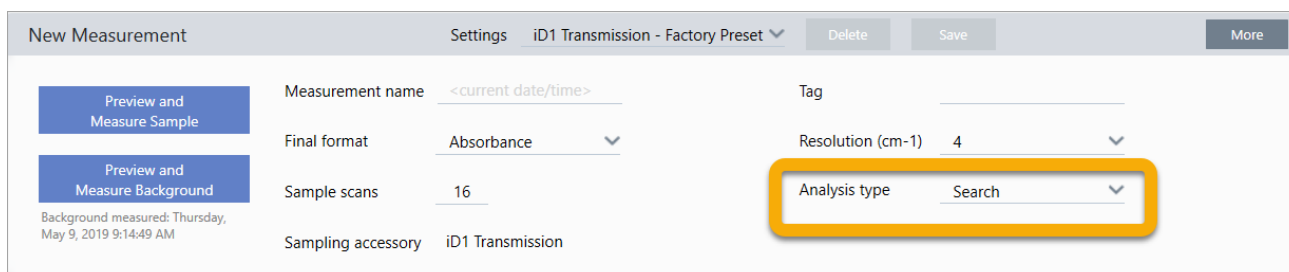 New Measurement
Settings
iD1 Transmission - Factory Preset
Delete
Save
More
Preview and
Measure Sample
Preview and
Measure Background
Background measured: Thursday,
May 9, 2019 9:14:49 AM
Measurement name
<current date/time>
Final format
Absorbance
Sample scans
16
Sampling accessory
iD1 Transmission
Tag
Resolution (cm-1)
4
Analysis type
Search